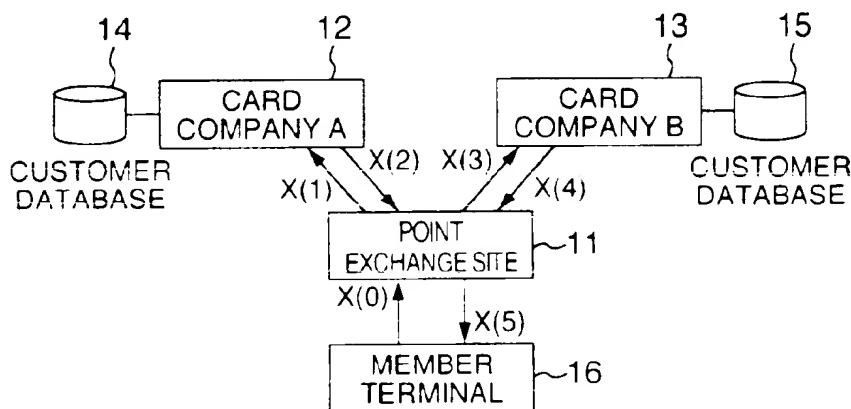 14
12
13
15
CARD
COMPANY A
CARD
COMPANY B
CUSTOMER
DATABASE
X(1)
X(2)
X(3)
X(4)
CUSTOMER
DATABASE
POINT
EXCHANGE SITE
11
X(0)
X(5)
MEMBER
TERMINAL
16